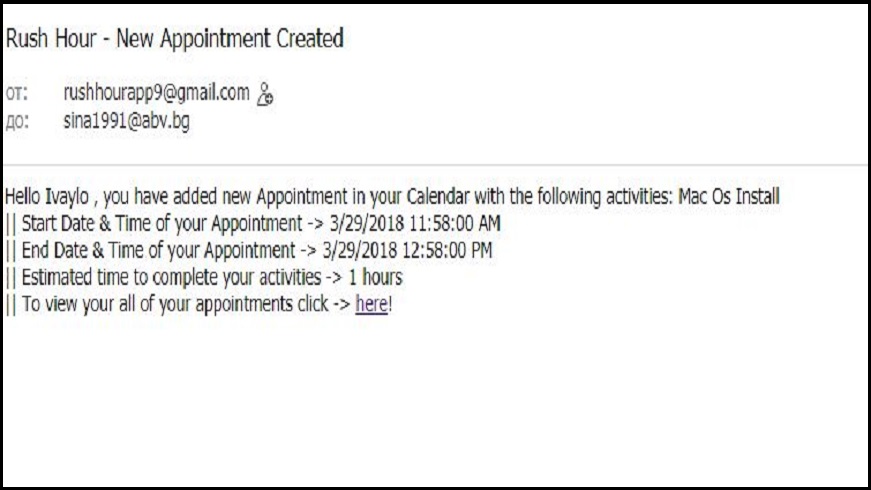 Rush Hour - New Appointment Created
от: rushhourapp9@gmail.com
до: sina1991@abv.bg
Hello Ivaylo , you have added new Appointment in your Calendar with the following activities: Mac Os Install
|| Start Date & Time of your Appointment -> 3/29/2018 11:58:00 AM
|| End Date & Time of your Appointment -> 3/29/2018 12:58:00 PM
|| Estimated time to complete your activities -> 1 hours
|| To view your all of your appointments click -> here!